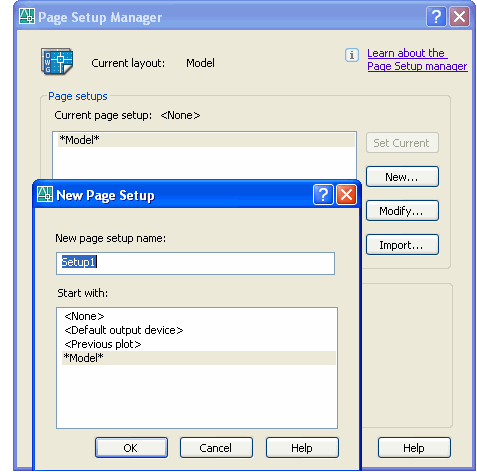 Page Setup Manager
DWG
Current layout: Model
Learn about the
Page Setup manager
Page setups
Current page setup: <None>
*Model*
Set Current
New...
Modify...
Import...
New Page Setup
New page setup name:
Setup1
Start with:
<None>
<Default output device>
<Previous plot>
*Model*
OK
Cancel
Help
Help